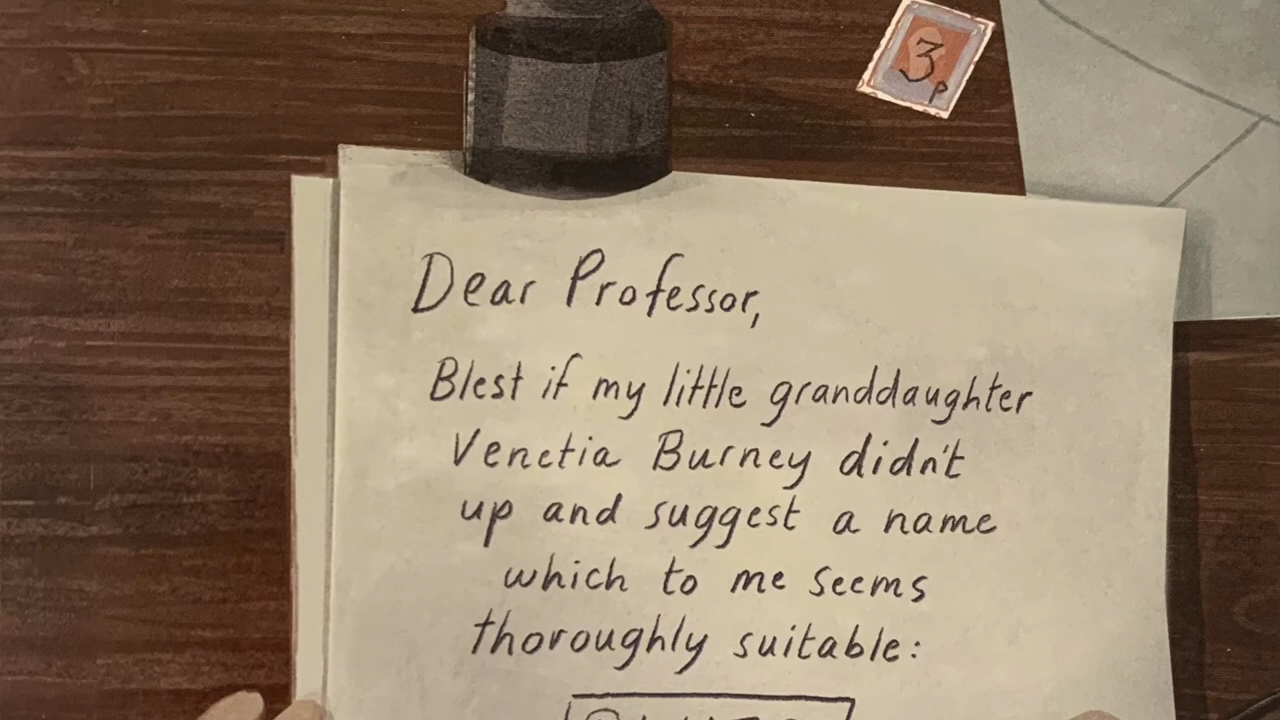 3p
Dear Professor,
Blest if my little granddaughter
Venetia Burney didn't
up and suggest a name
which to me seems
thoroughly suitable: